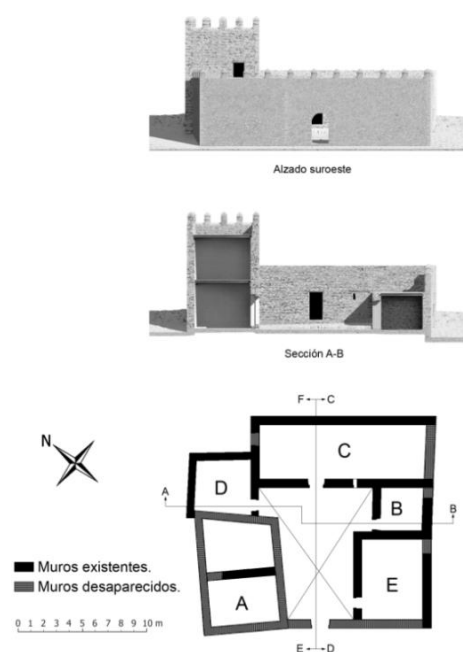 Alzado suroeste
Sección A-B
F C
N
C
A
D
B
B
Muros existentes.
Muros desaparecidos.
A
E
0 1 2 3 4 5 6 7 8 9 10 m
E D